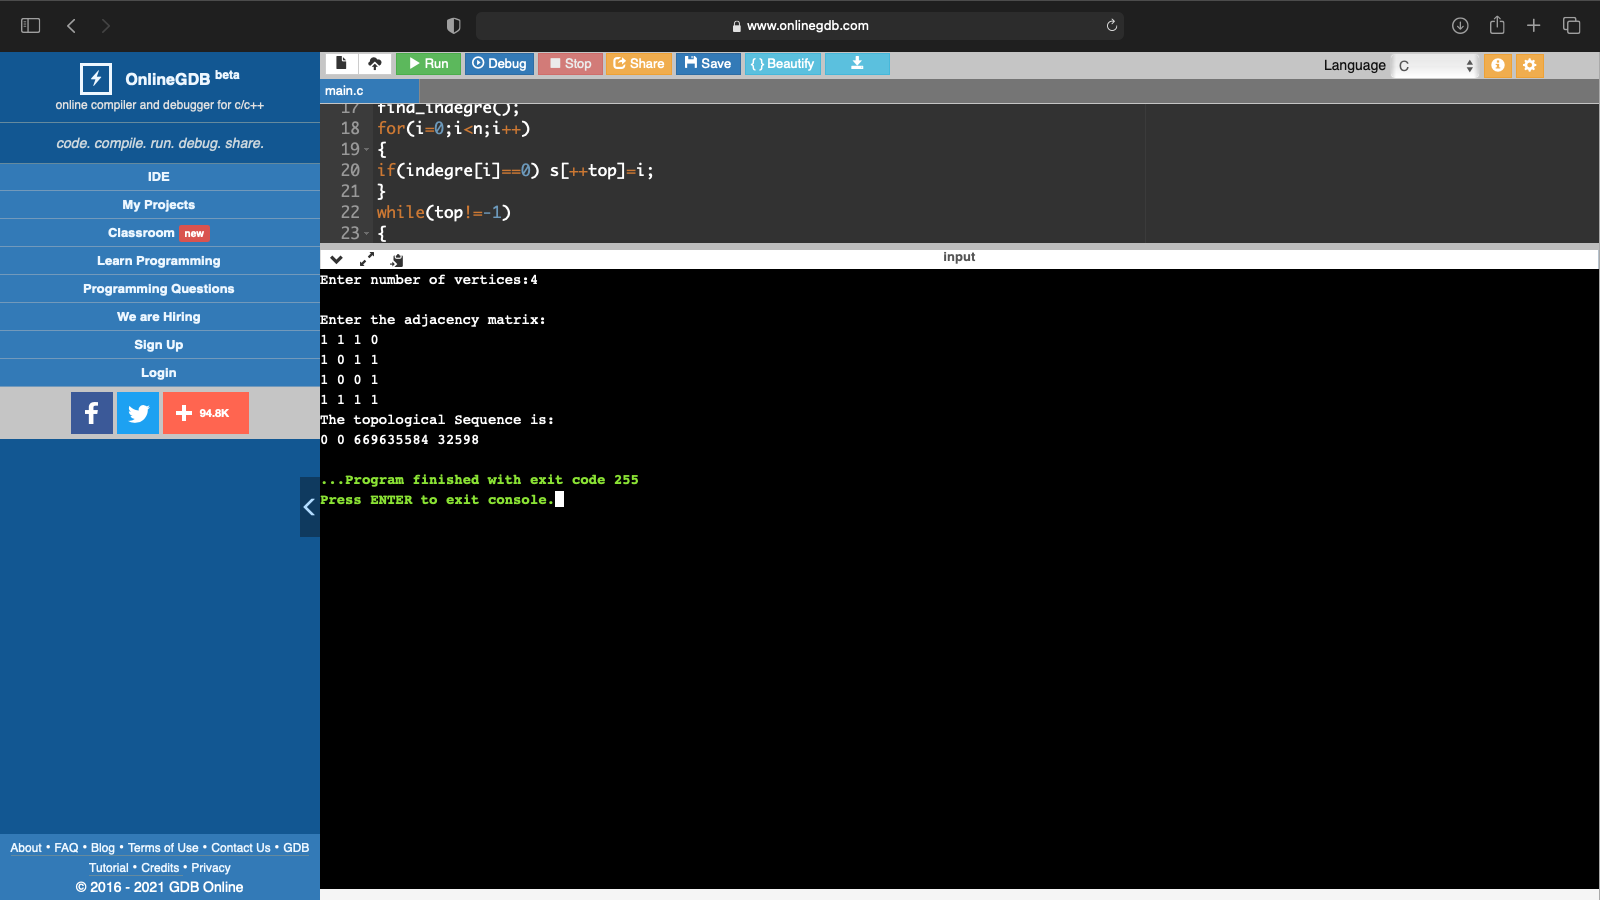 www.onlinegdb.com
OnlineGDB beta
online compiler and debugger for c/c++
code. compile. run. debug. share.
IDE
My Projects
Classroom new
Learn Programming
Programming Questions
We are Hiring
Sign Up
Login
f
94.8K
About • FAQ • Blog • Terms of Use • Contact Us • GDB
Tutorial • Credits • Privacy
© 2016 - 2021 GDB Online
Run Debug Stop Share Save {} Beautify
Language C
main.c
17 find_indegre();
18 for(i=0;i<n;i++)
19 {
20 if(indegre[i]==0) s[++top]=i;
21 }
22 while(top!=-1)
23 {
input
Enter number of vertices:4
Enter the adjacency matrix:
1 1 1 0
1 0 1 1
1 0 0 1
1 1 1 1
The topological Sequence is:
0 0 669635584 32598
...Program finished with exit code 255
Press ENTER to exit console.